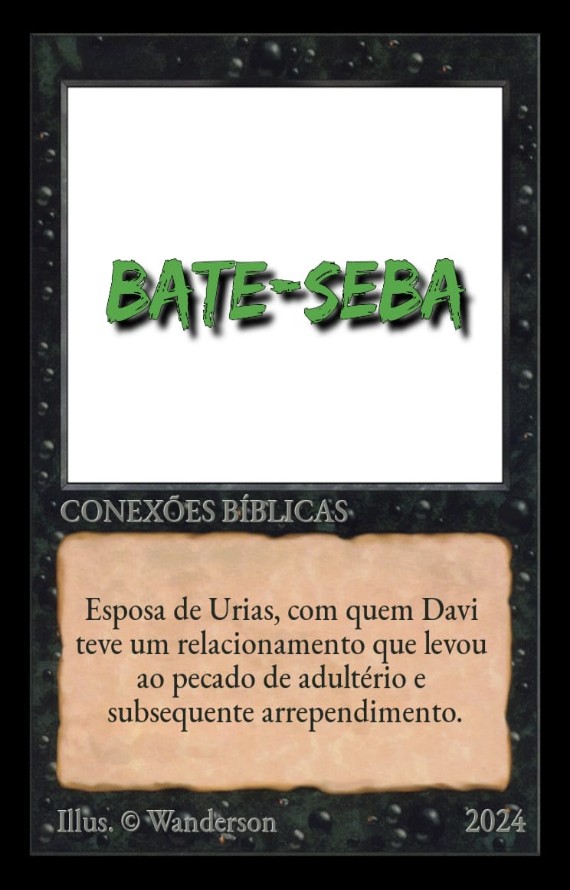 BATE-SEBA
CONEXÕES BÍBLICAS
Esposa de Urias, com quem Davi
teve um relacionamento que levou
ao pecado de adultério e
subsequente arrependimento.
Illus. © Wanderson
2024